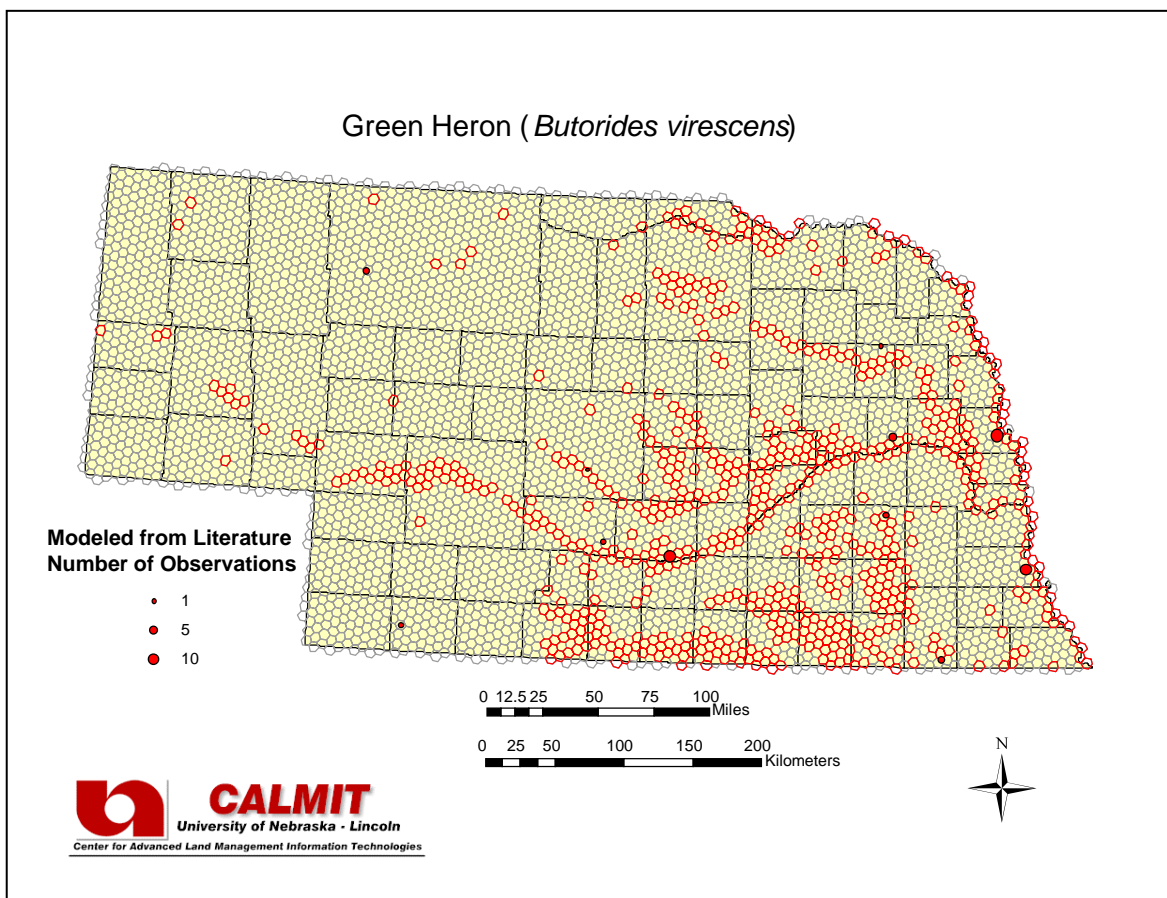 Green Heron ( Butorides virescens)
Modeled from Literature
Number of Observations
1
5
10
0 12.5 25 50 75 100
Miles
0 25 50 100 150 200
Kilometers
N
CALMIT
University of Nebraska - Lincoln
Center for Advanced Land Management Information Technologies